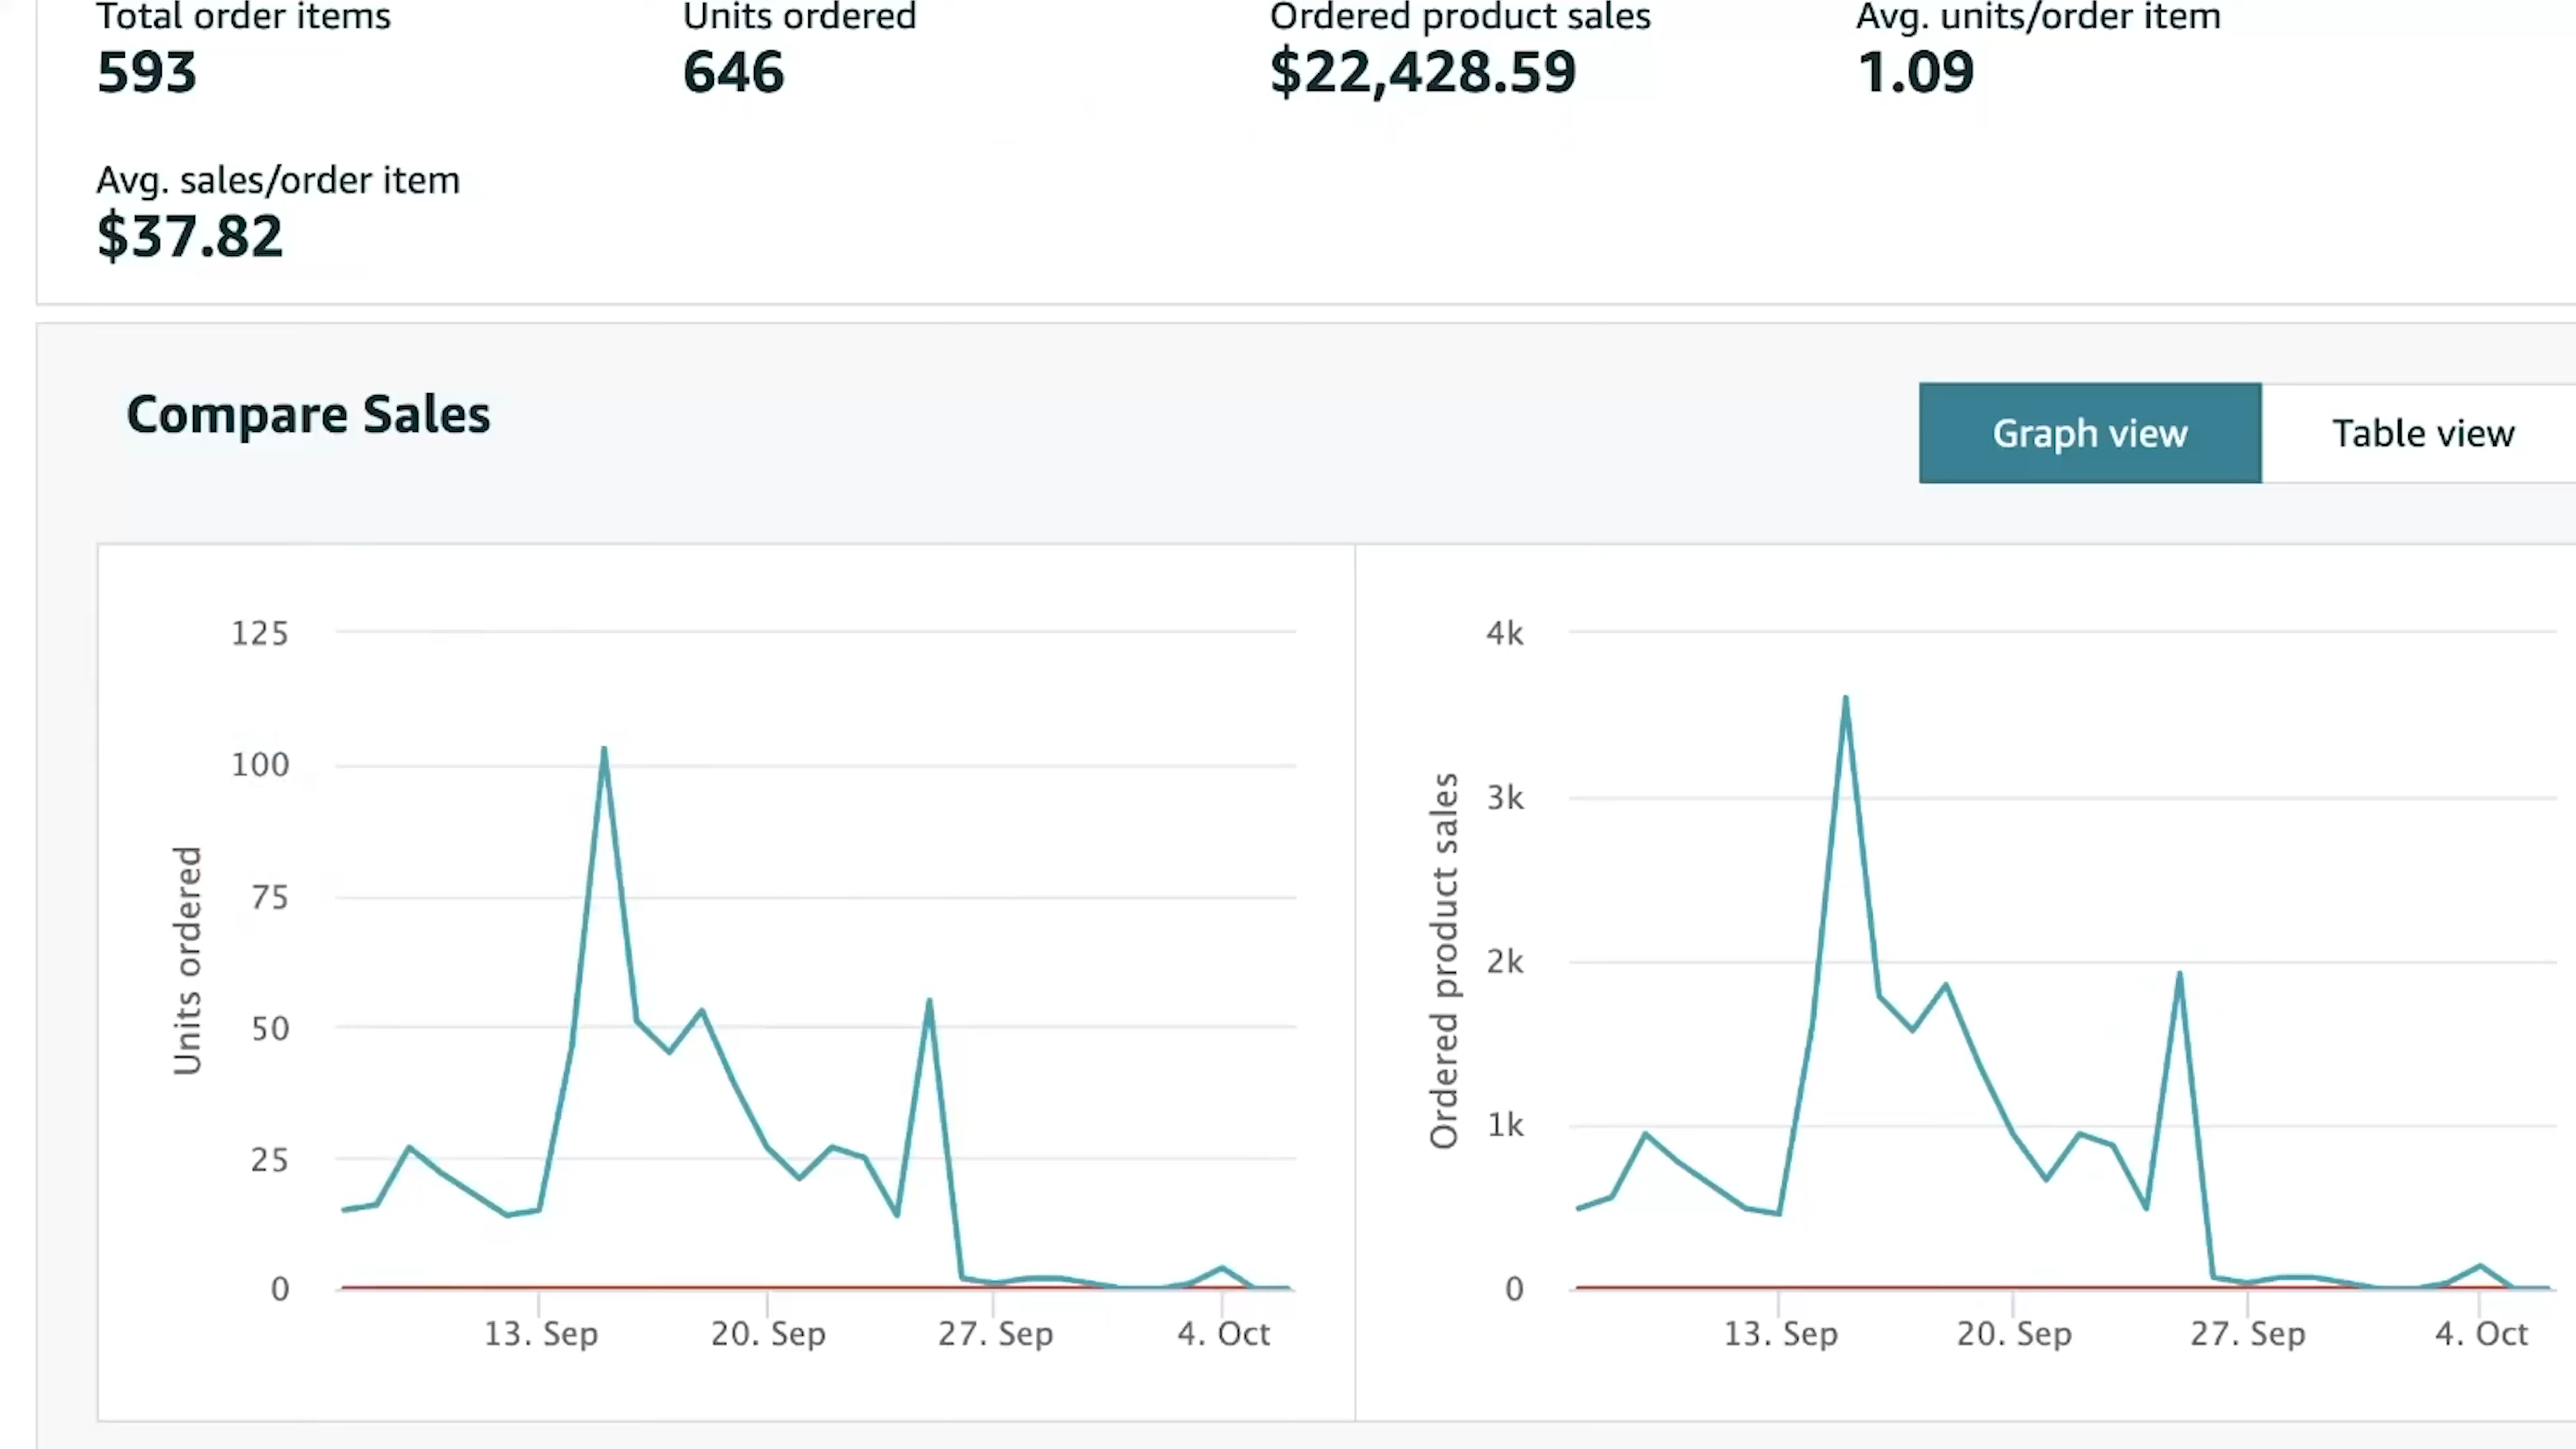 Total order items Units ordered Ordered product sales Avg. units/order item
593 646 $22,428.59 1.09
Avg. sales/order item
$37.82
Compare Sales
Graph view Table view
Units ordered
125
100
75
50
25
0
13. Sep 20. Sep 27. Sep 4. Oct
Ordered product sales
4k
3k
2k
1k
0
13. Sep 20. Sep 27. Sep 4. Oct